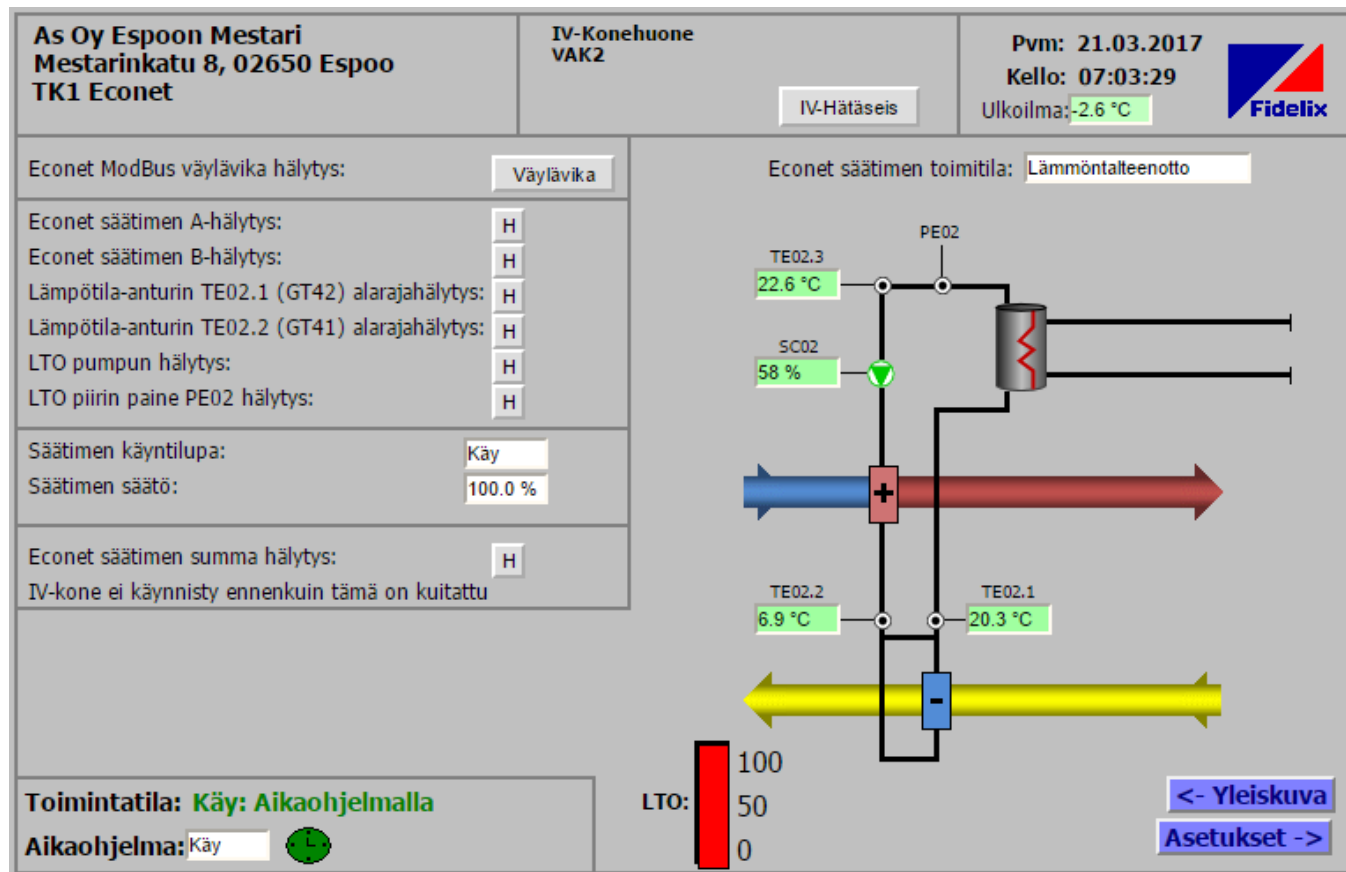 As Oy Espoon Mestari
Mestarinkatu 8, 02650 Espoo
TK1 Econet
IV-Konehuone
VAK2
IV-Hätäseis
Pvm: 21.03.2017
Kello: 07:03:29
Ulkoilma: -2.6 °C
Fidelix
Econet ModBus väylävika hälytys: Väylävika
Econet säätimen A-hälytys: H
Econet säätimen B-hälytys: H
Lämpötila-anturin TE02.1 (GT42) alarajahälytys: H
Lämpötila-anturin TE02.2 (GT41) alarajahälytys: H
LTO pumpun hälytys: H
LTO piirin paine PE02 hälytys: H
Säätimen käyntilupa: Käy
Säätimen säätö: 100.0 %
Econet säätimen summa hälytys: H
IV-kone ei käynnisty ennenkuin tämä on kuitattu
Econet säätimen toimitila: Lämmöntalteenotto
PE02
TE02.3
22.6 °C
SC02
58 %
+
TE02.2
6.9 °C
TE02.1
20.3 °C
-
Toimintatila: Käy: Aikaohjelmalla
Aikaohjelma: Käy
LTO:
100
50
0
<- Yleiskuva
Asetukset ->